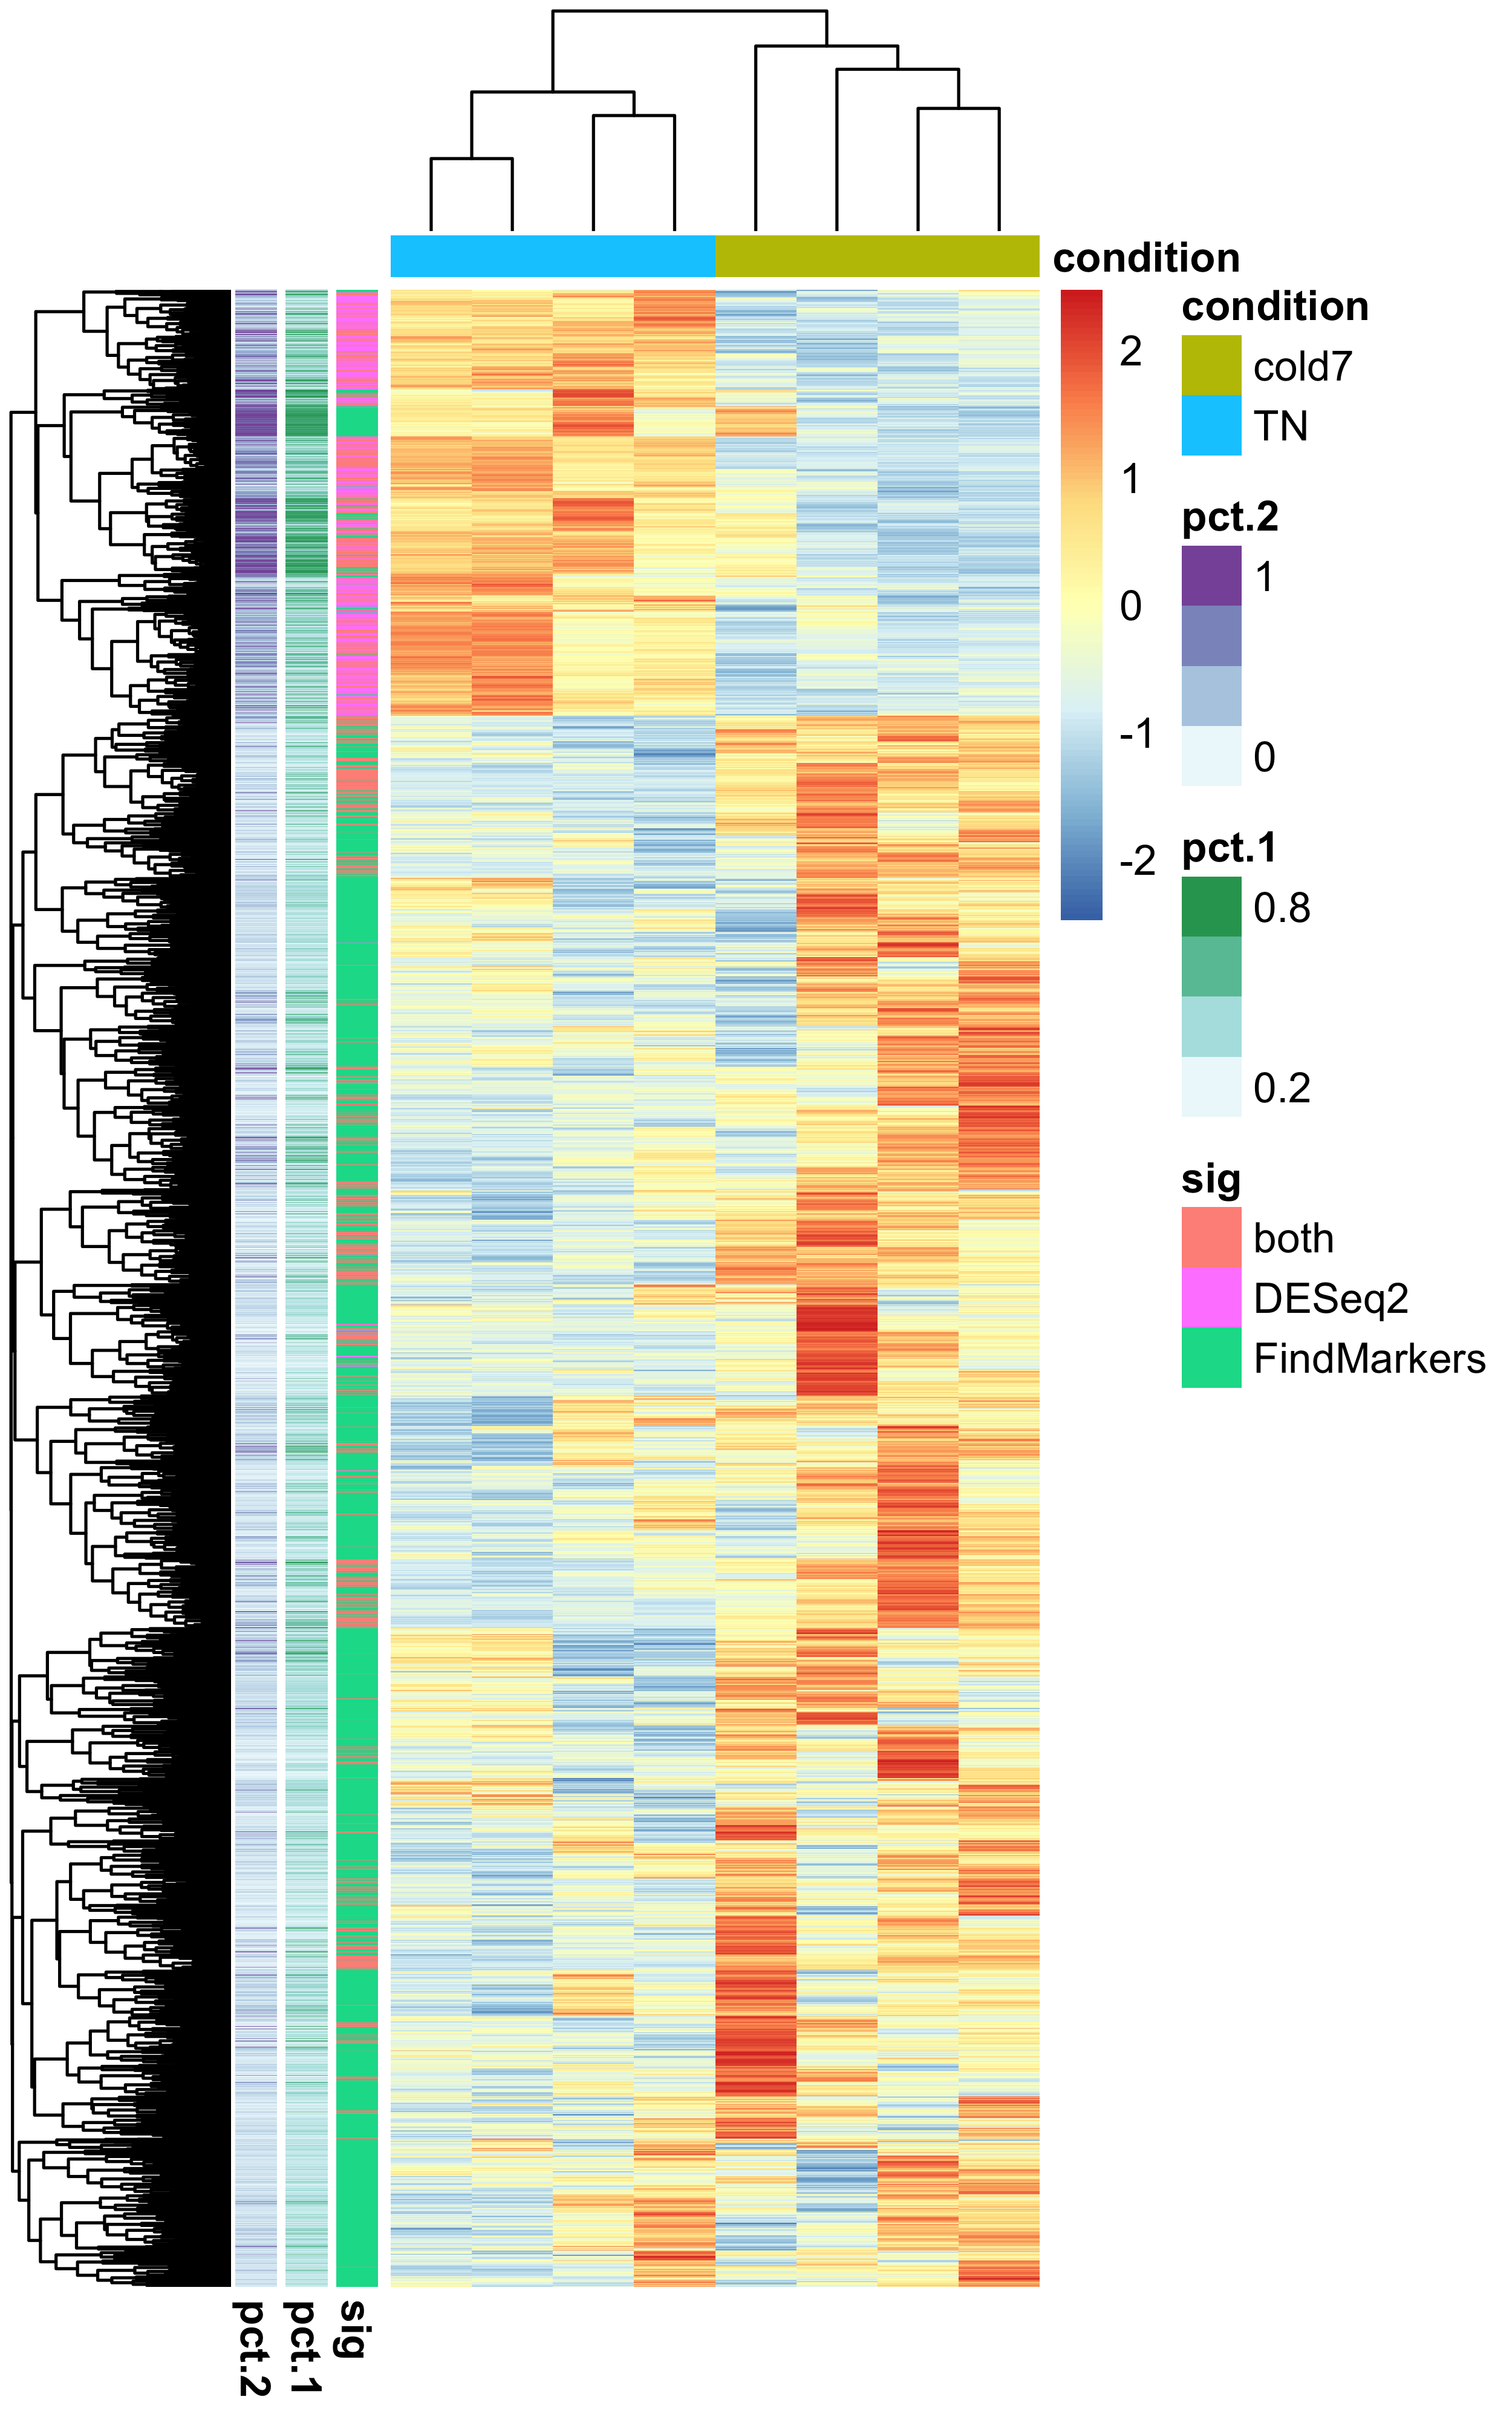 condition
2
1
0
-1
-2
condition
cold7
TN
pct.2
1
0
pct.1
0.8
0.2
sig
both
DESeq2
FindMarkers
pct.2
pct.1
sig